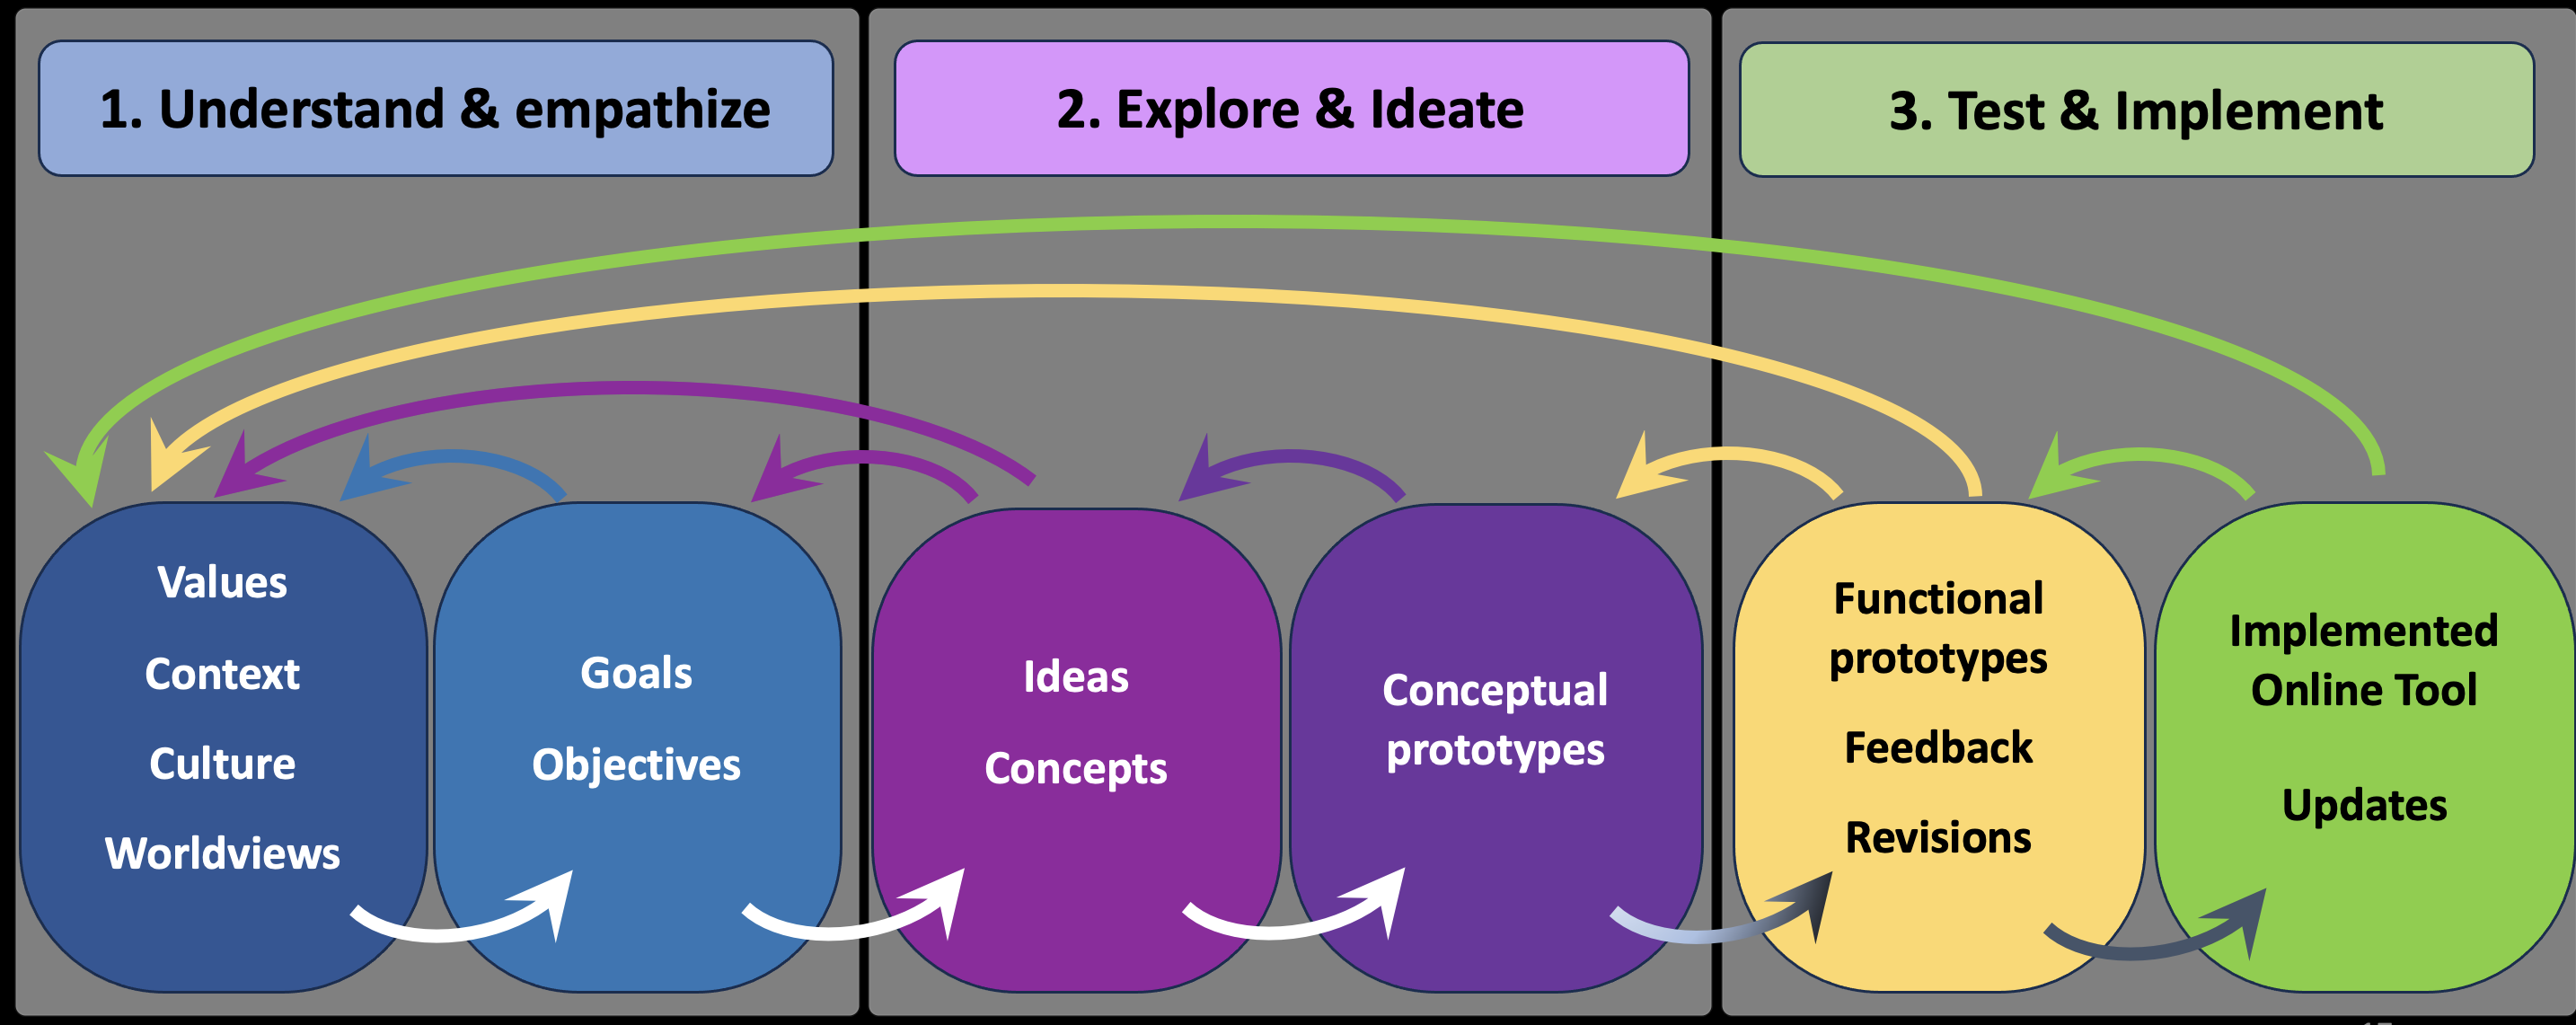 1. Understand & empathize
2. Explore & Ideate
3. Test & Implement
Values
Context
Culture
Worldviews
Goals
Objectives
Ideas
Concepts
Conceptual
prototypes
Functional
prototypes
Feedback
Revisions
Implemented
Online Tool
Updates